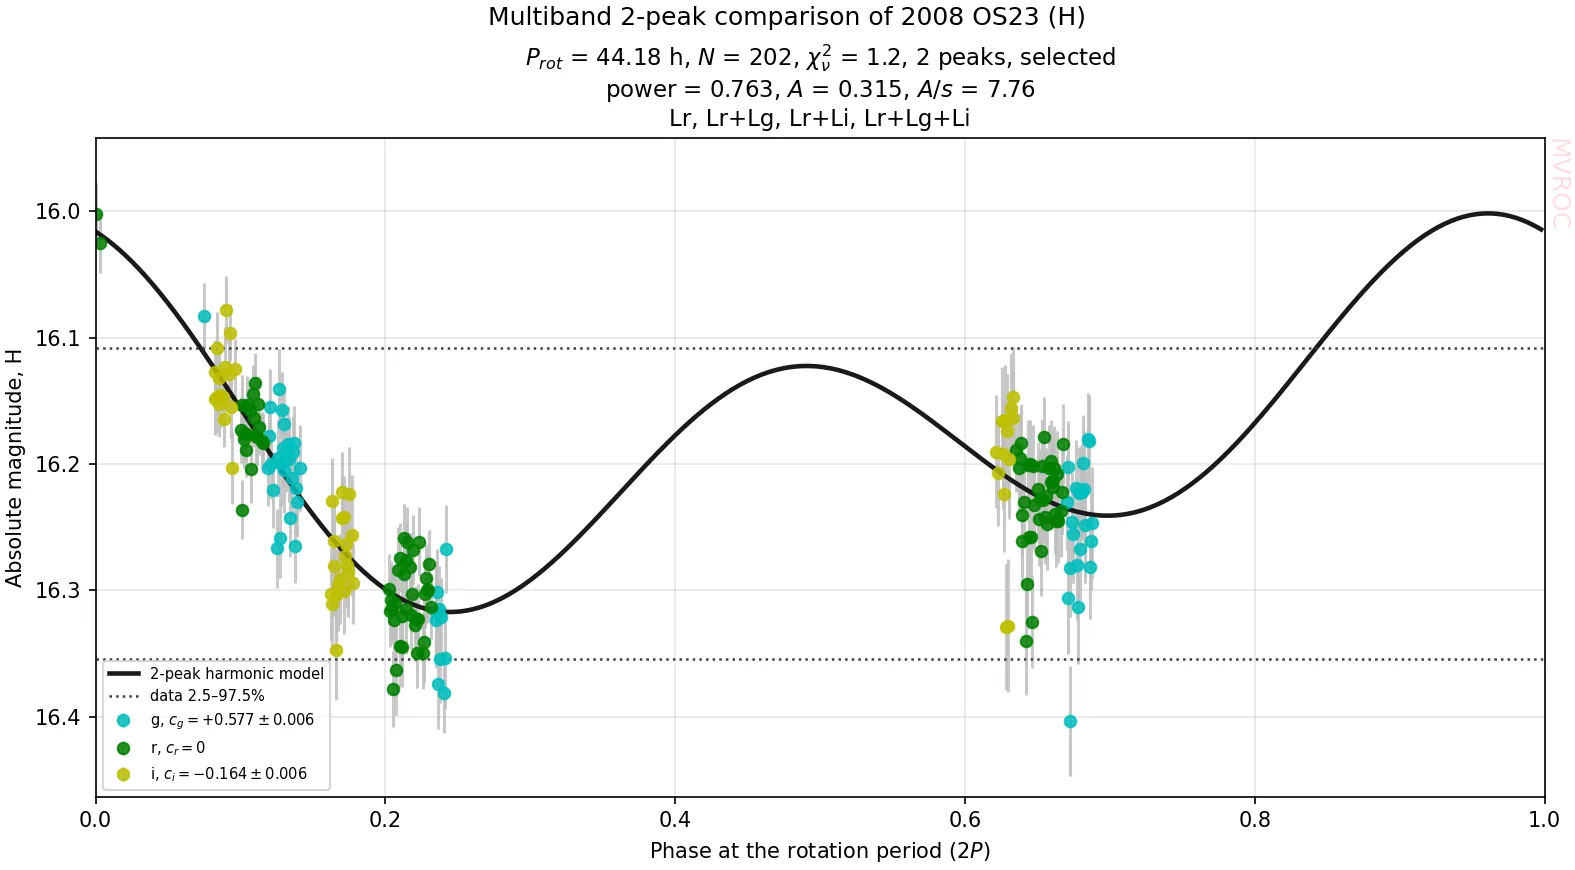 Multiband 2-peak comparison of 2008 OS23 (H)
P_rot = 44.18 h, N = 202, χ²_ν = 1.2, 2 peaks, selected
power = 0.763, A = 0.315, A/s = 7.76
Lr, Lr+Lg, Lr+Li, Lr+Lg+Li
MVROC
Absolute magnitude, H
16.0
16.1
16.2
16.3
16.4
2-peak harmonic model
data 2.5–97.5%
g, c_g = +0.577 ± 0.006
r, c_r = 0
i, c_i = −0.164 ± 0.006
0.0 0.2 0.4 0.6 0.8 1.0
Phase at the rotation period (2P)